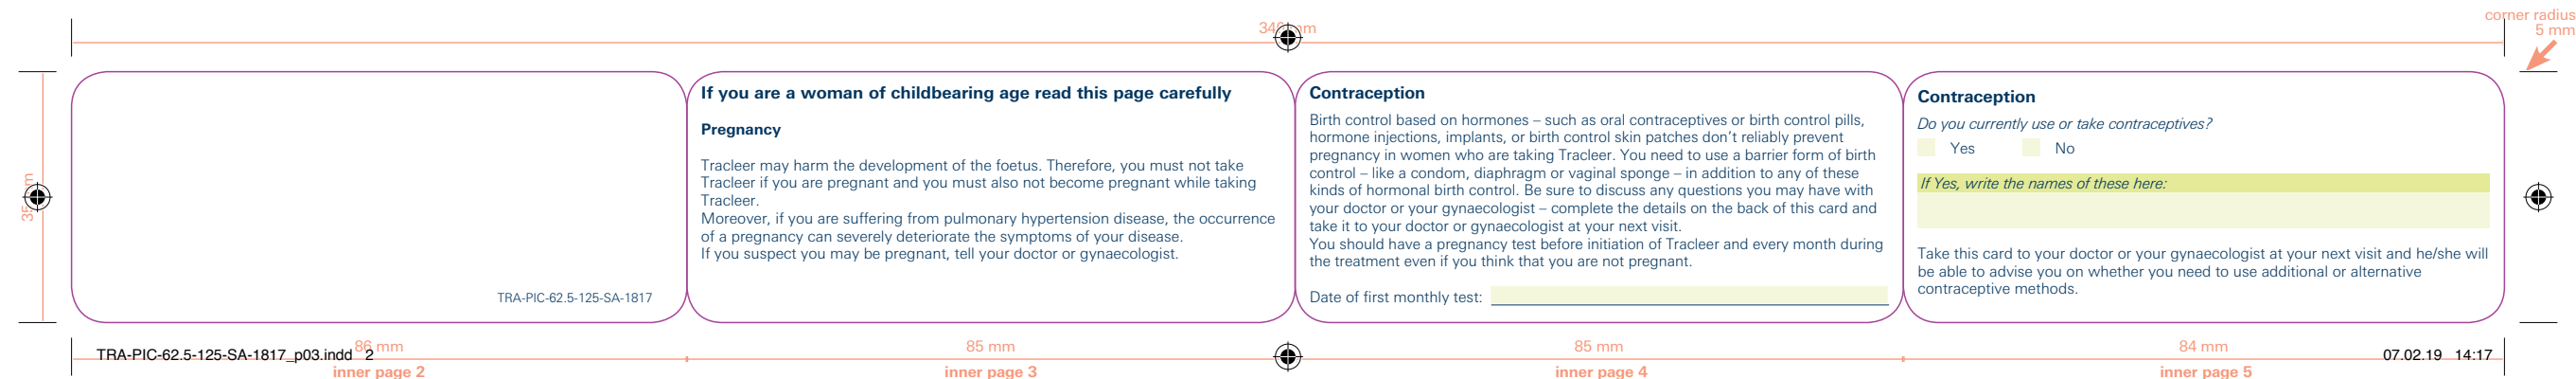 corner radius
5 mm
TRA-PIC-62.5-125-SA-1817
If you are a woman of childbearing age read this page carefully
Pregnancy
Tracleer may harm the development of the foetus. Therefore, you must not take
Tracleer if you are pregnant and you must also not become pregnant while taking
Tracleer.
Moreover, if you are suffering from pulmonary hypertension disease, the occurrence
of a pregnancy can severely deteriorate the symptoms of your disease.
If you suspect you may be pregnant, tell your doctor or gynaecologist.
Contraception
Birth control based on hormones – such as oral contraceptives or birth control pills,
hormone injections, implants, or birth control skin patches don’t reliably prevent
pregnancy in women who are taking Tracleer. You need to use a barrier form of birth
control – like a condom, diaphragm or vaginal sponge – in addition to any of these
kinds of hormonal birth control. Be sure to discuss any questions you may have with
your doctor or your gynaecologist – complete the details on the back of this card and
take it to your doctor or gynaecologist at your next visit.
You should have a pregnancy test before initiation of Tracleer and every month during
the treatment even if you think that you are not pregnant.
Date of first monthly test:
Contraception
Do you currently use or take contraceptives?
Yes No
If Yes, write the names of these here:
Take this card to your doctor or your gynaecologist at your next visit and he/she will
be able to advise you on whether you need to use additional or alternative
contraceptive methods.
86 mm 85 mm 85 mm 84 mm
TRA-PIC-62.5-125-SA-1817_p03.indd 2 07.02.19 14:17
inner page 2 inner page 3 inner page 4 inner page 5